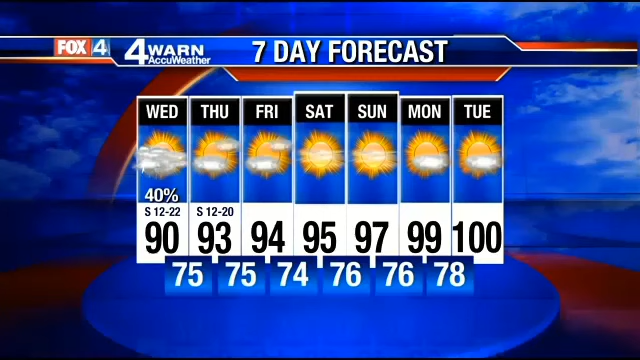 FOX 4 4WARN 7 DAY FORECAST
AccuWeather
WED THU FRI SAT SUN MON TUE
40%
S 12-22 S 12-20
90 93 94 95 97 99 100
75 75 74 76 76 78